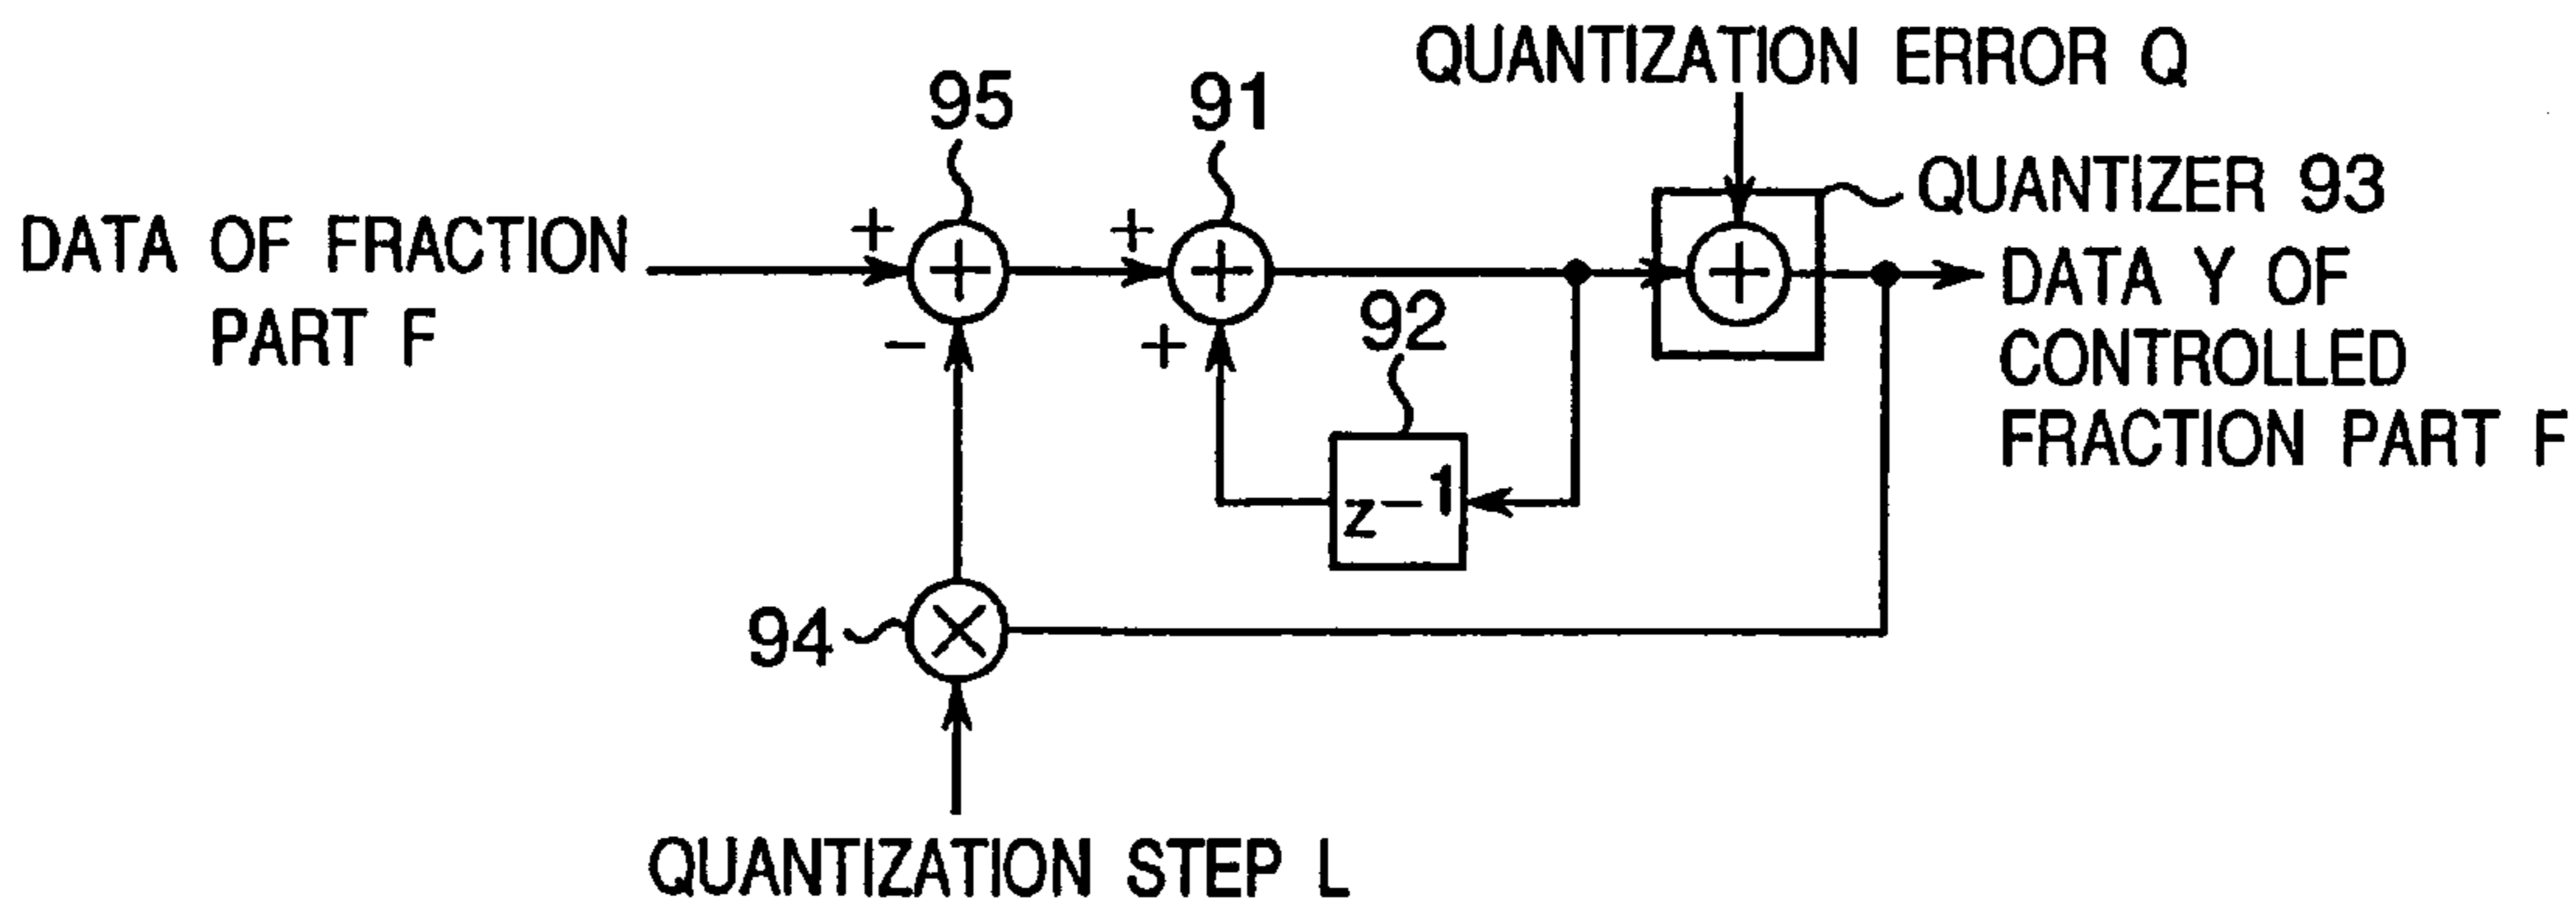 QUANTIZATION ERROR Q
95
91
QUANTIZER 93
DATA OF FRACTION
PART F
+
-
+
+
92
DATA Y OF
CONTROLLED
FRACTION PART F
z-1
94
QUANTIZATION STEP L